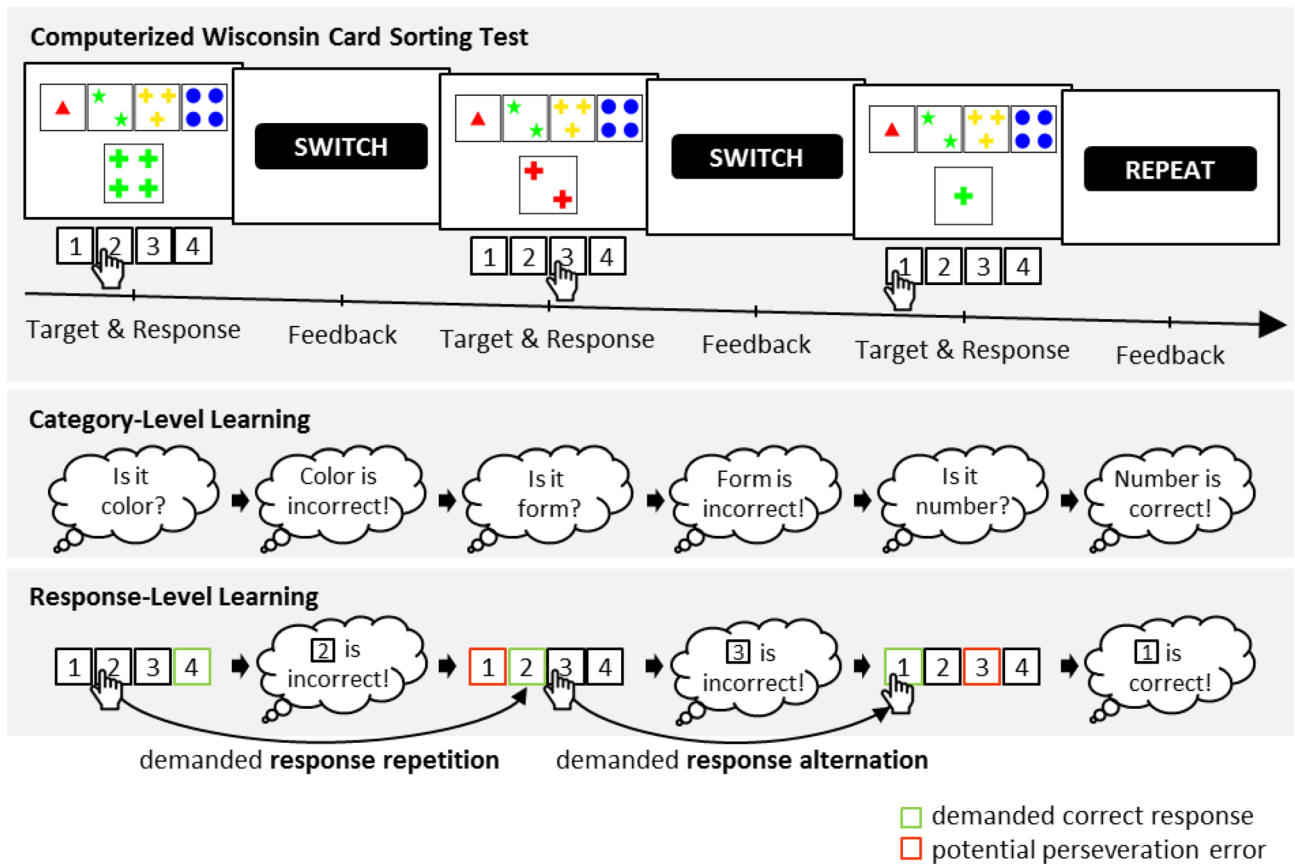 Computerized Wisconsin Card Sorting Test
SWITCH
SWITCH
REPEAT
1 2 3 4
1 2 3 4
1 2 3 4
Target & Response
Feedback
Target & Response
Feedback
Target & Response
Feedback
Category-Level Learning
Is it
color?
Color is
incorrect!
Is it
form?
Form is
incorrect!
Is it
number?
Number is
correct!
Response-Level Learning
1 2 3 4
2 is
incorrect!
1 2 3 4
3 is
incorrect!
1 2 3 4
1 is
correct!
demanded response repetition
demanded response alternation
demanded correct response
potential perseveration error